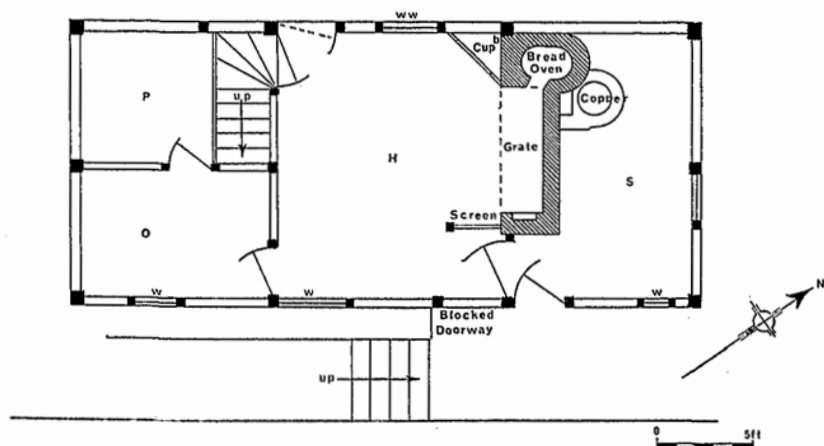 ww
Cup b
Bread
Oven
Copper
P
up
H
Grate
S
Screen
O
w
w
w
Blocked
Doorway
N
up
0 5ft